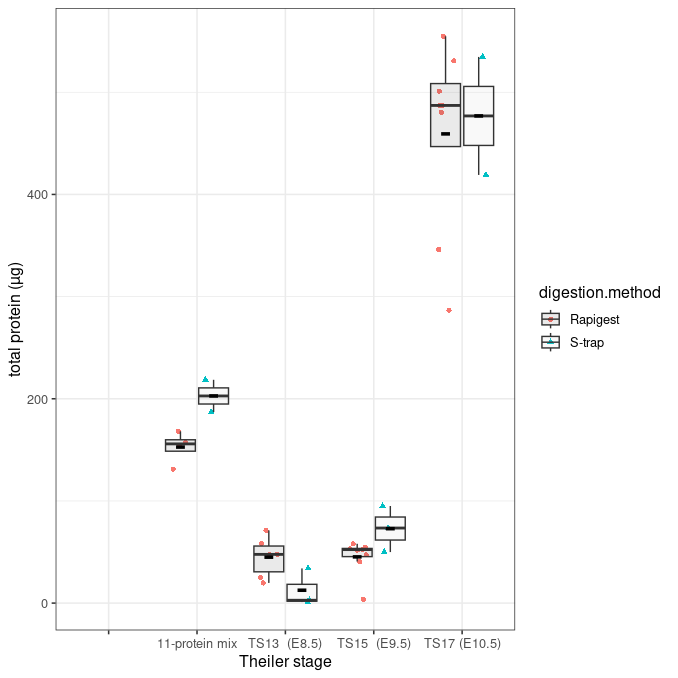 total protein (µg)
400
200
0
11-protein mix
TS13 (E8.5)
TS15 (E9.5)
TS17 (E10.5)
Theiler stage
digestion.method
Rapigest
S-trap